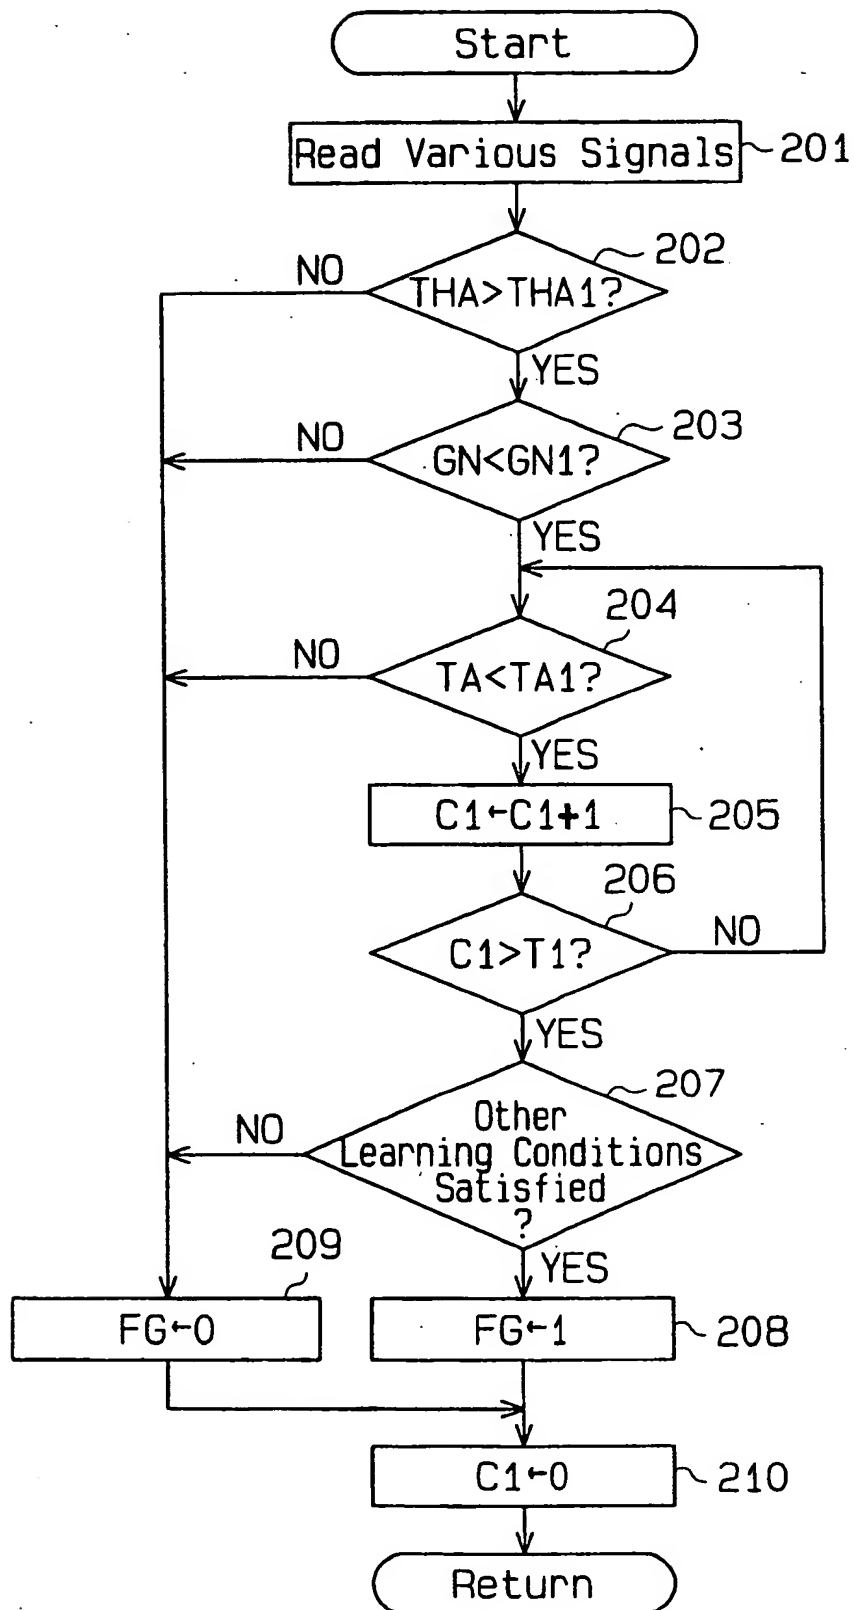 Start
Read Various Signals
201
202
NO
THA>THA1?
YES
203
NO
GN<GN1?
YES
204
NO
TA<TA1?
YES
C1←C1+1
205
206
C1>T1?
NO
YES
207
NO
Other
Learning Conditions
Satisfied
?
209
YES
FG←0
FG←1
208
C1←0
210
Return